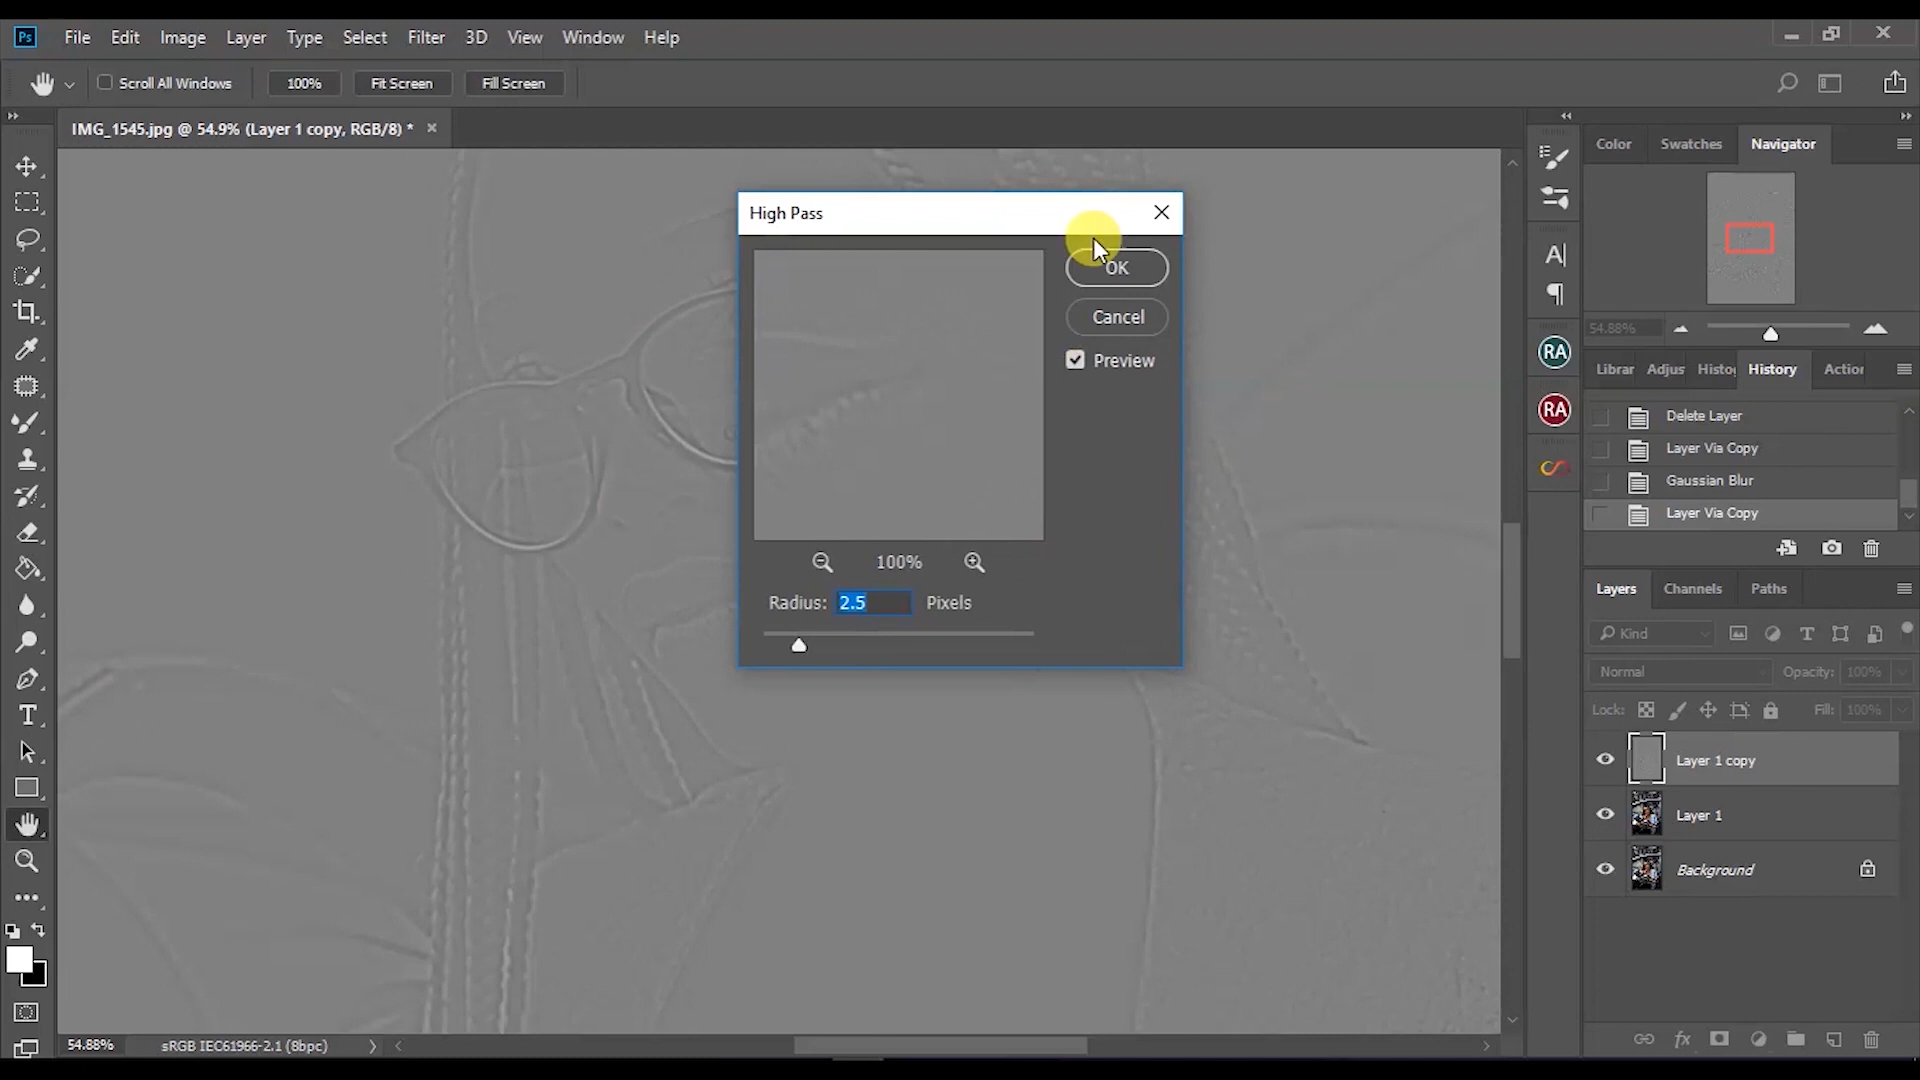 Ps File Edit Image Layer Type Select Filter 3D View Window Help
Scroll All Windows 100% Fit Screen Fill Screen
IMG_1545.jpg @ 54.9% (Layer 1 copy, RGB/8) *
High Pass
OK
Cancel
Preview
100%
Radius: 2.5 Pixels
Color Swatches Navigator
54.88%
RA
RA
Librar Adjus Histo History Action
Delete Layer
Layer Via Copy
Gaussian Blur
Layer Via Copy
Layers Channels Paths
Kind
Normal Opacity: 100%
Lock: Fill: 100%
Layer 1 copy
Layer 1
Background
54.88% sRGB IEC61966-2.1 (8bpc)